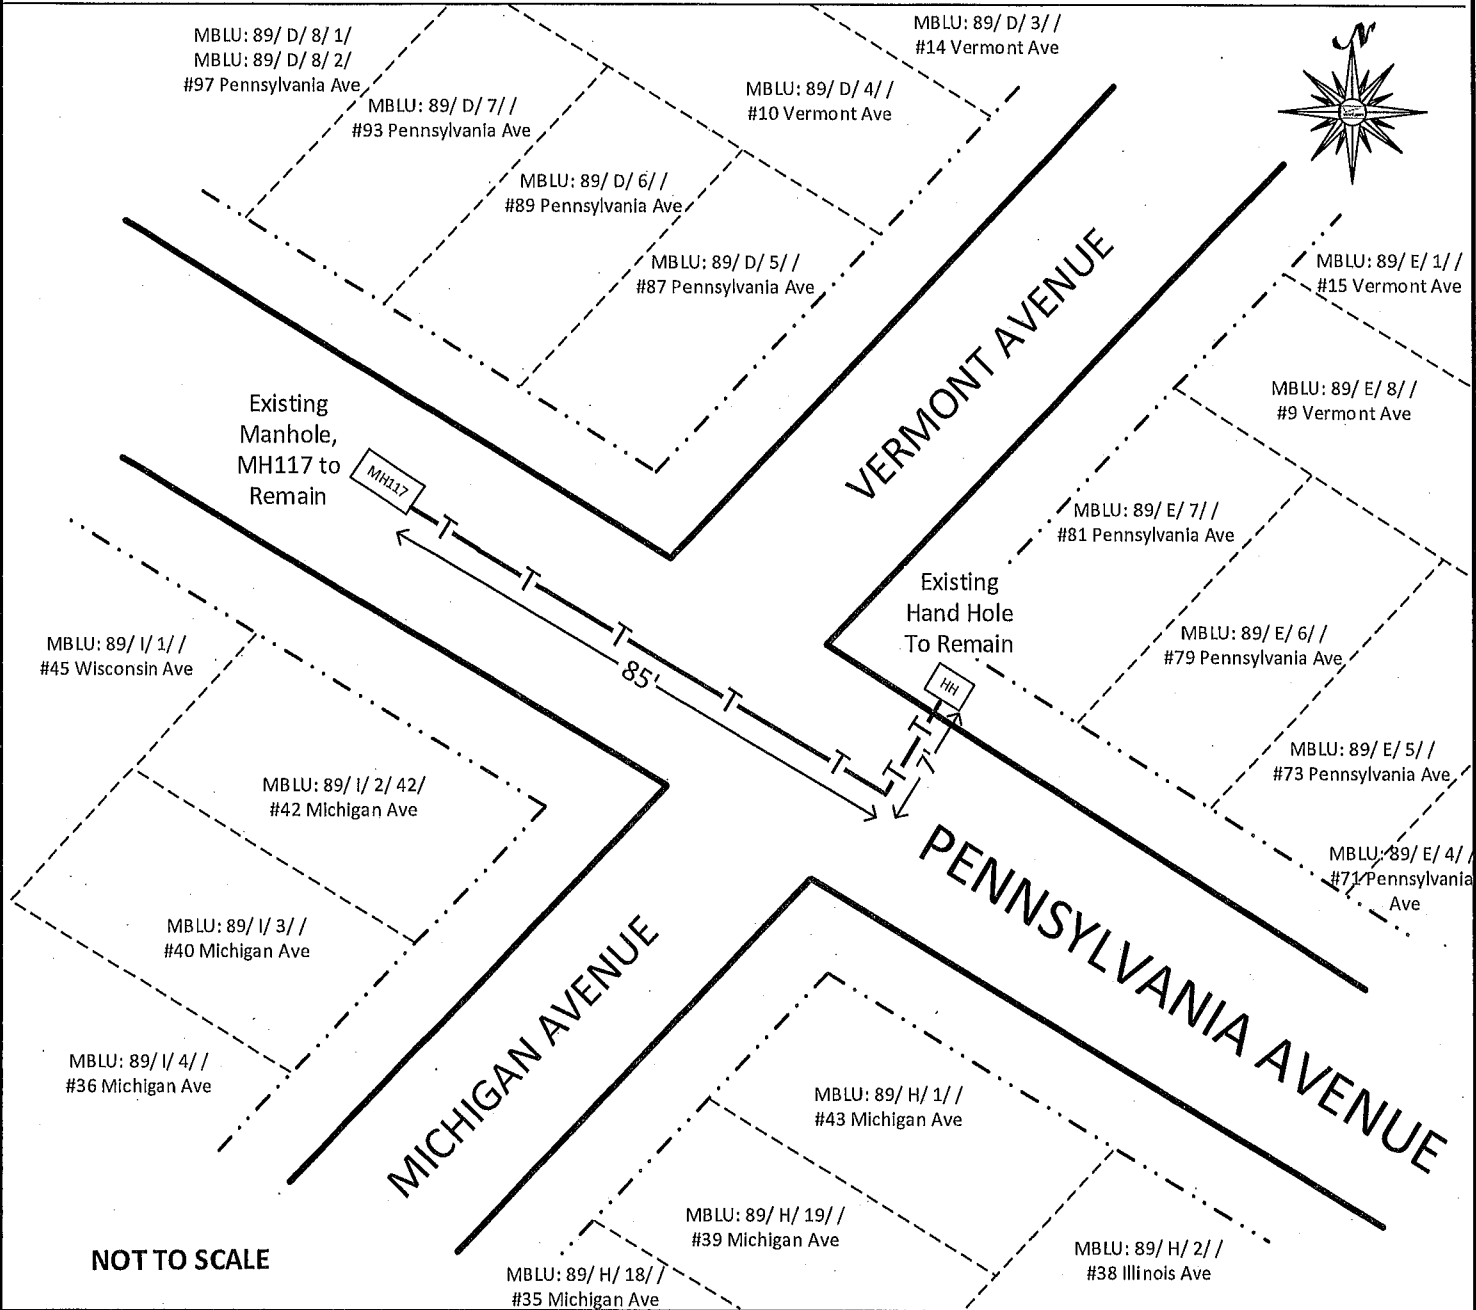 MBLU: 89/ D/ 8/ 1/
MBLU: 89/ D/ 8/ 2/
#97 Pennsylvania Ave
MBLU: 89/ D/ 7/ /
#93 Pennsylvania Ave
MBLU: 89/ D/ 6/ /
#89 Pennsylvania Ave
MBLU: 89/ D/ 5/ /
#87 Pennsylvania Ave
MBLU: 89/ D/ 4/ /
#10 Vermont Ave
MBLU: 89/ D/ 3/ /
#14 Vermont Ave
N
VERMONT AVENUE
MBLU: 89/ E/ 1/ /
#15 Vermont Ave
MBLU: 89/ E/ 8/ /
#9 Vermont Ave
MBLU: 89/ E/ 7/ /
#81 Pennsylvania Ave
MBLU: 89/ E/ 6/ /
#79 Pennsylvania Ave
MBLU: 89/ E/ 5/ /
#73 Pennsylvania Ave
MBLU: 89/ E/ 4/ /
#71 Pennsylvania
Ave
Existing
Manhole,
MH117 to
Remain
MH117
T
T
T
T
T
T
T
85'
7'
Existing
Hand Hole
To Remain
HH
PENNSYLVANIA AVENUE
MBLU: 89/ I/ 1/ /
#45 Wisconsin Ave
MBLU: 89/ I/ 2/ 42/
#42 Michigan Ave
MBLU: 89/ I/ 3/ /
#40 Michigan Ave
MBLU: 89/ I/ 4/ /
#36 Michigan Ave
MICHIGAN AVENUE
MBLU: 89/ H/ 1/ /
#43 Michigan Ave
MBLU: 89/ H/ 19/ /
#39 Michigan Ave
MBLU: 89/ H/ 18/ /
#35 Michigan Ave
MBLU: 89/ H/ 2/ /
#38 Illinois Ave
NOT TO SCALE